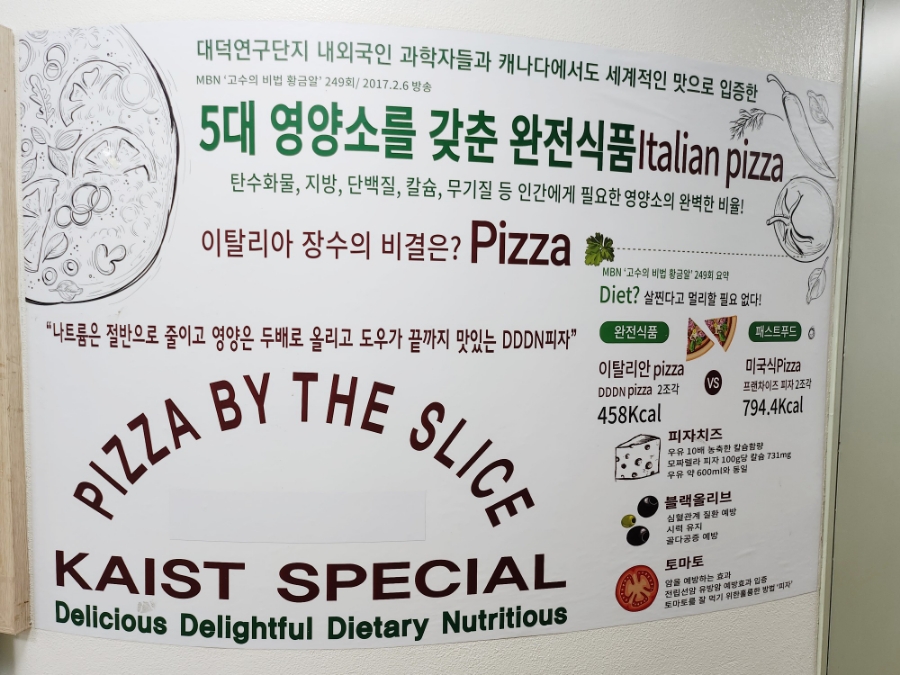 대덕연구단지 내외국인 과학자들과 캐나다에서도 세계적인 맛으로 입증한
MBN '고수의 비법 황금알' 249회/ 2017.2.6 방송
5대 영양소를 갖춘 완전식품Italian pizza
탄수화물, 지방, 단백질, 칼슘, 무기질 등 인간에게 필요한 영양소의 완벽한 비율!
이탈리아 장수의 비결은? Pizza
"나트륨은 절반으로 줄이고 영양은 두배로 올리고 도우가 끝까지 맛있는 DDDN피자"
PIZZA BY THE SLICE
KAIST SPECIAL
Delicious Delightful Dietary Nutritious
MBN '고수의 비법 황금알' 249회 요약
Diet? 살찐다고 멀리할 필요 없다!
완전식품
이탈리안 pizza
DDDN pizza 2조각
458Kcal
VS
패스트푸드
미국식Pizza
프랜차이즈 피자 2조각
794.4Kcal
피자치즈
우유 10배 농축한 칼슘함량
모짜렐라 피자 100g당 칼슘 731mg
우유 약 600ml와 동일
블랙올리브
심혈관계 질환 예방
시력 유지
골다공증 예방
토마토
암을 예방하는 효과
전립선암 유방암 예방효과 입증
토마토를 잘 먹기 위한훌륭한 방법 '피자'